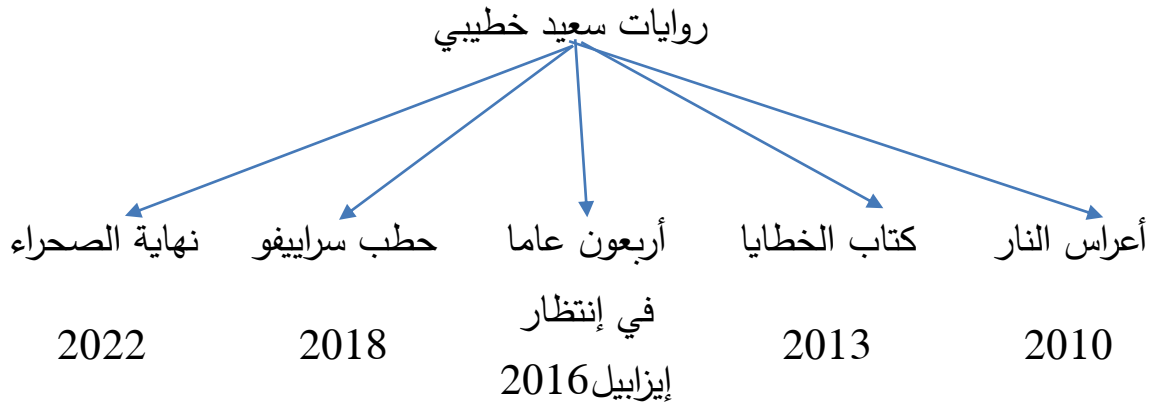 روايات سعيد خطيبي
أعراس النار
2010
كتاب الخطايا
2013
أربعون عاما
في إنتظار
إيزابيل2016
حطب سراييفو
2018
نهاية الصحراء
2022